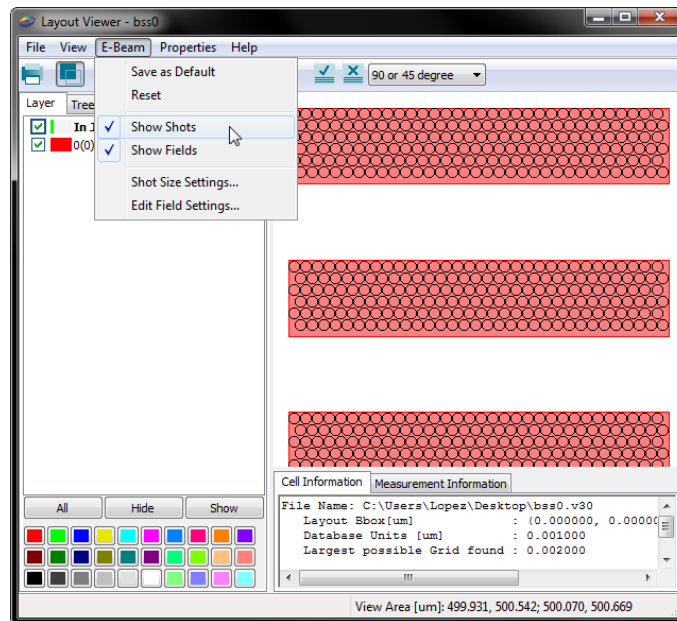 Layout Viewer - bss0
File View E-Beam Properties Help
Save as Default
Reset
Show Shots
Show Fields
Shot Size Settings...
Edit Field Settings...
90 or 45 degree
Layer Tree
In
0(0)
All Hide Show
Cell Information Measurement Information
File Name: C:\Users\Lopez\Desktop\bss0.v30
Layout Bbox[um] : (0.000000, 0.00000
Database Units [um] : 0.001000
Largest possible Grid found : 0.002000
View Area [um]: 499.931, 500.542; 500.070, 500.669